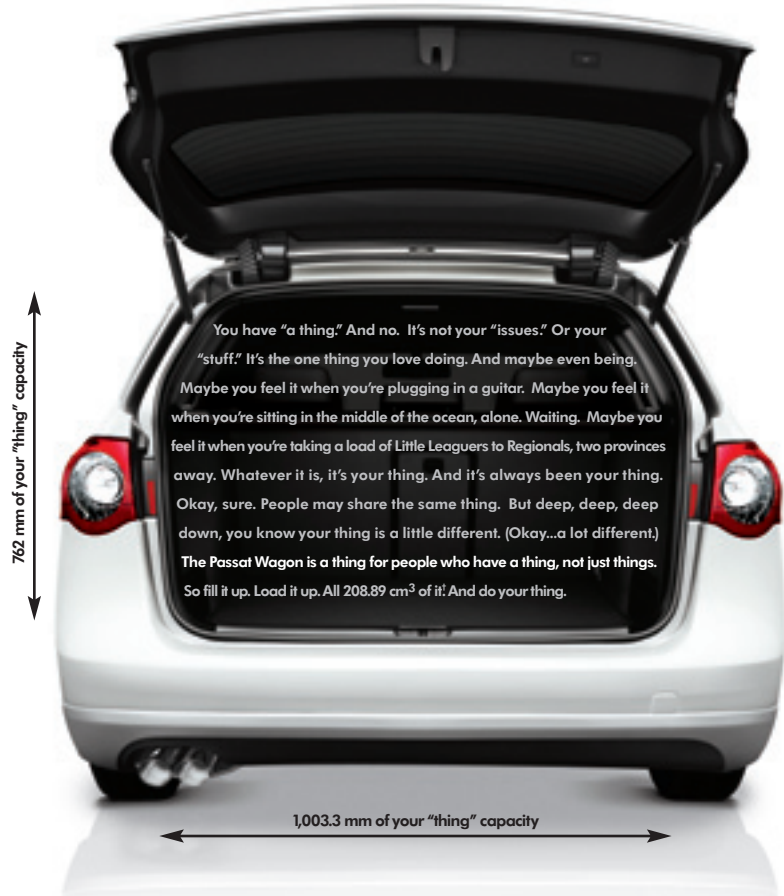 You have “a thing.” And no. It’s not your “issues.” Or your
“stuff.” It’s the one thing you love doing. And maybe even being.
Maybe you feel it when you’re plugging in a guitar. Maybe you feel it
when you’re sitting in the middle of the ocean, alone. Waiting. Maybe you
feel it when you’re taking a load of Little Leaguers to Regionals, two provinces
away. Whatever it is, it’s your thing. And it’s always been your thing.
Okay, sure. People may share the same thing. But deep, deep, deep
down, you know your thing is a little different. (Okay...a lot different.)
The Passat Wagon is a thing for people who have a thing, not just things.
So fill it up. Load it up. All 208.89 cm³ of it! And do your thing.
762 mm of your “thing” capacity
1,003.3 mm of your “thing” capacity